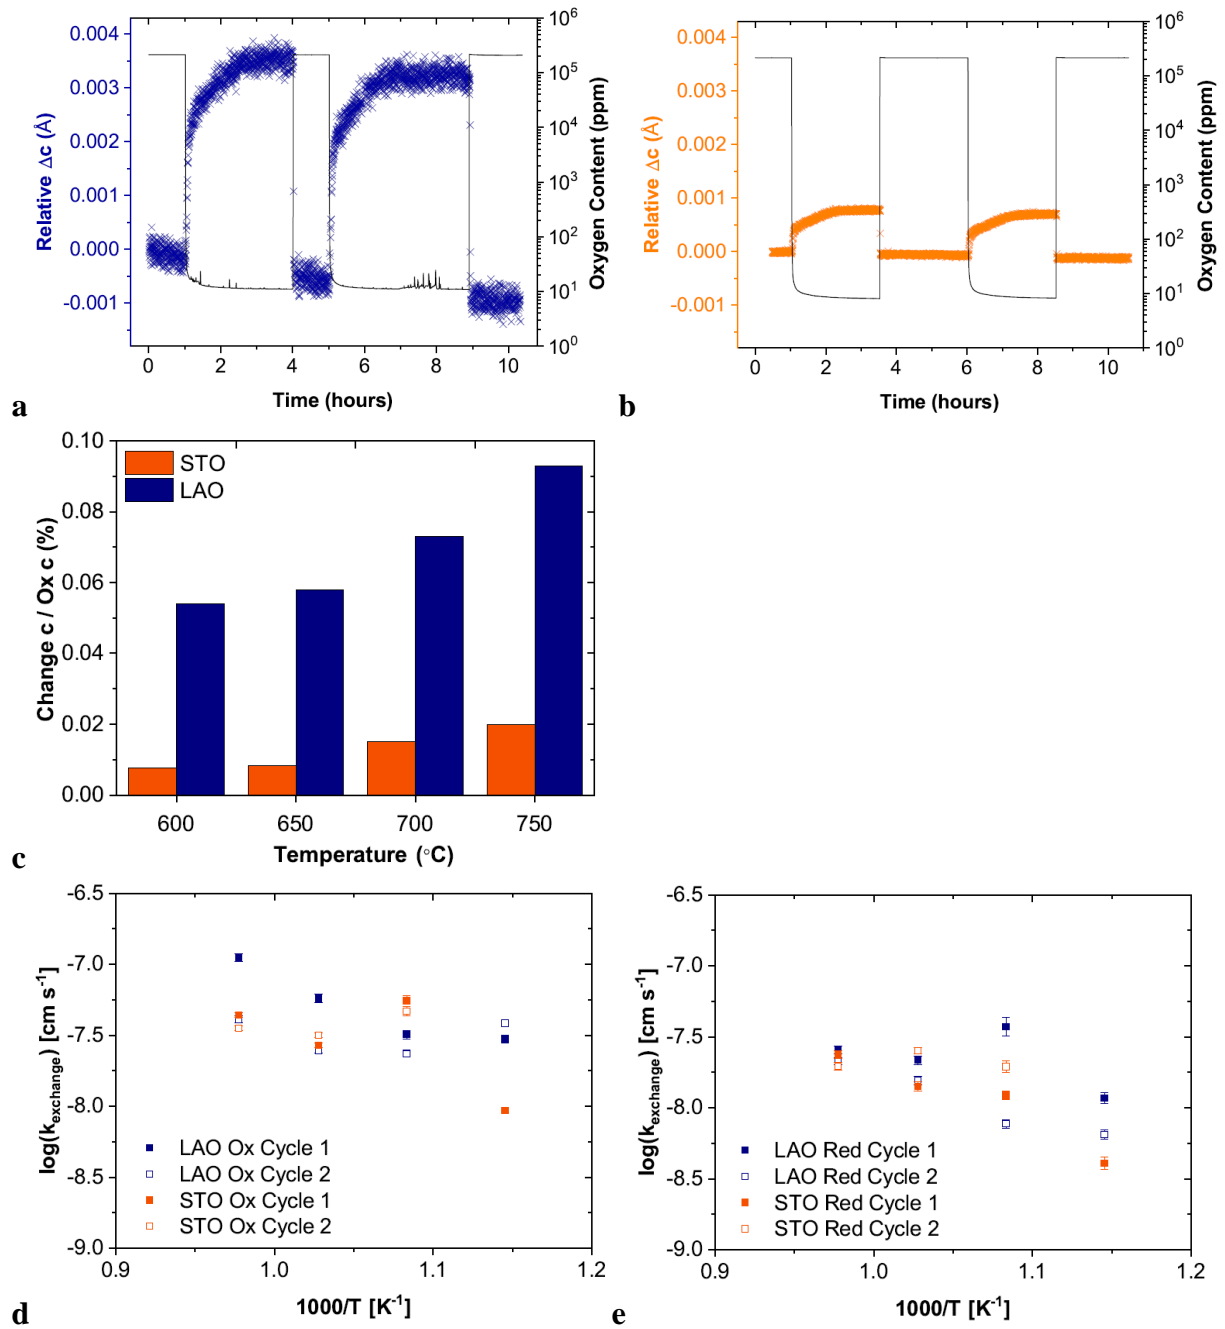 0.004
0.003
0.002
0.001
0.000
-0.001
Relative Δc (Å)
10^6
10^5
10^4
10^3
10^2
10^1
10^0
Oxygen Content (ppm)
0 2 4 6 8 10
Time (hours)
a
0.004
0.003
0.002
0.001
0.000
-0.001
Relative Δc (Å)
10^6
10^5
10^4
10^3
10^2
10^1
10^0
Oxygen Content (ppm)
0 2 4 6 8 10
Time (hours)
b
0.10
0.08
0.06
0.04
0.02
0.00
Change c / Ox c (%)
STO
LAO
600 650 700 750
Temperature (°C)
c
-6.5
-7.0
-7.5
-8.0
-8.5
-9.0
log(k_exchange) [cm s^-1]
LAO Ox Cycle 1
LAO Ox Cycle 2
STO Ox Cycle 1
STO Ox Cycle 2
0.9 1.0 1.1 1.2
1000/T [K^-1]
d
-6.5
-7.0
-7.5
-8.0
-8.5
-9.0
log(k_exchange) [cm s^-1]
LAO Red Cycle 1
LAO Red Cycle 2
STO Red Cycle 1
STO Red Cycle 2
0.9 1.0 1.1 1.2
1000/T [K^-1]
e